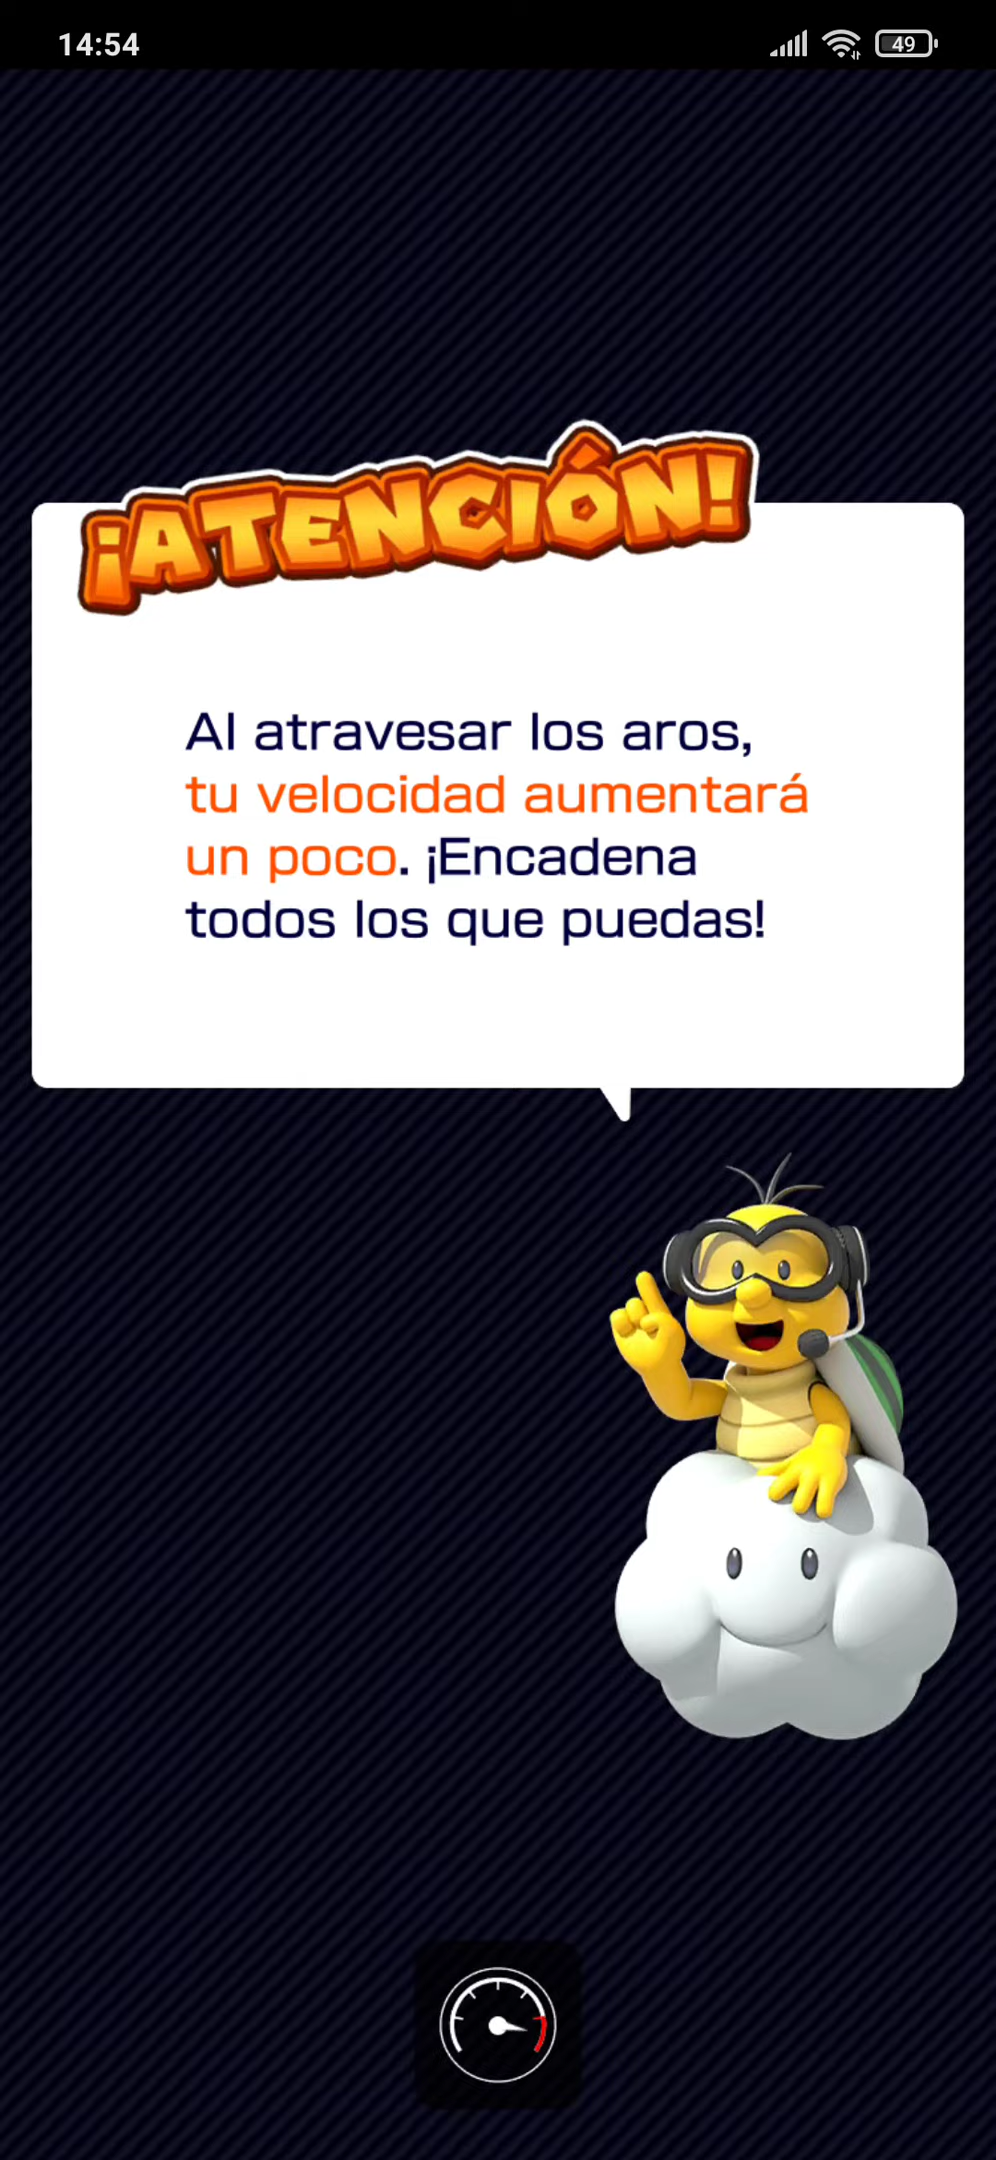 14:54
49
¡ATENCIÓN!
Al atravesar los aros,
tu velocidad aumentará
un poco. ¡Encadena
todos los que puedas!